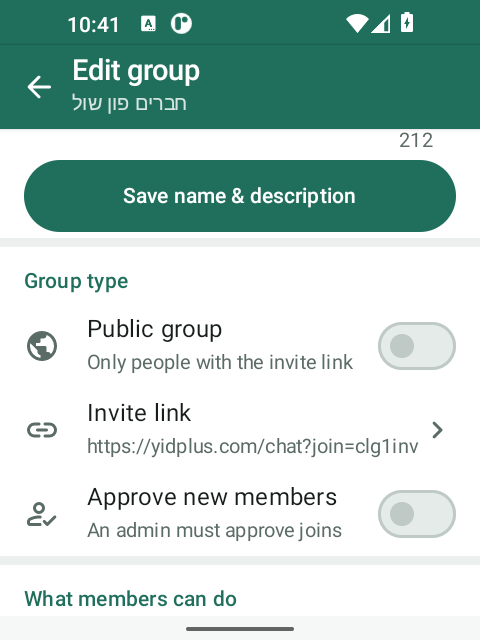 10:41
Edit group
חברים פון שול
212
Save name & description
Group type
Public group
Only people with the invite link
Invite link
https://yidplus.com/chat?join=clg1inv
Approve new members
An admin must approve joins
What members can do